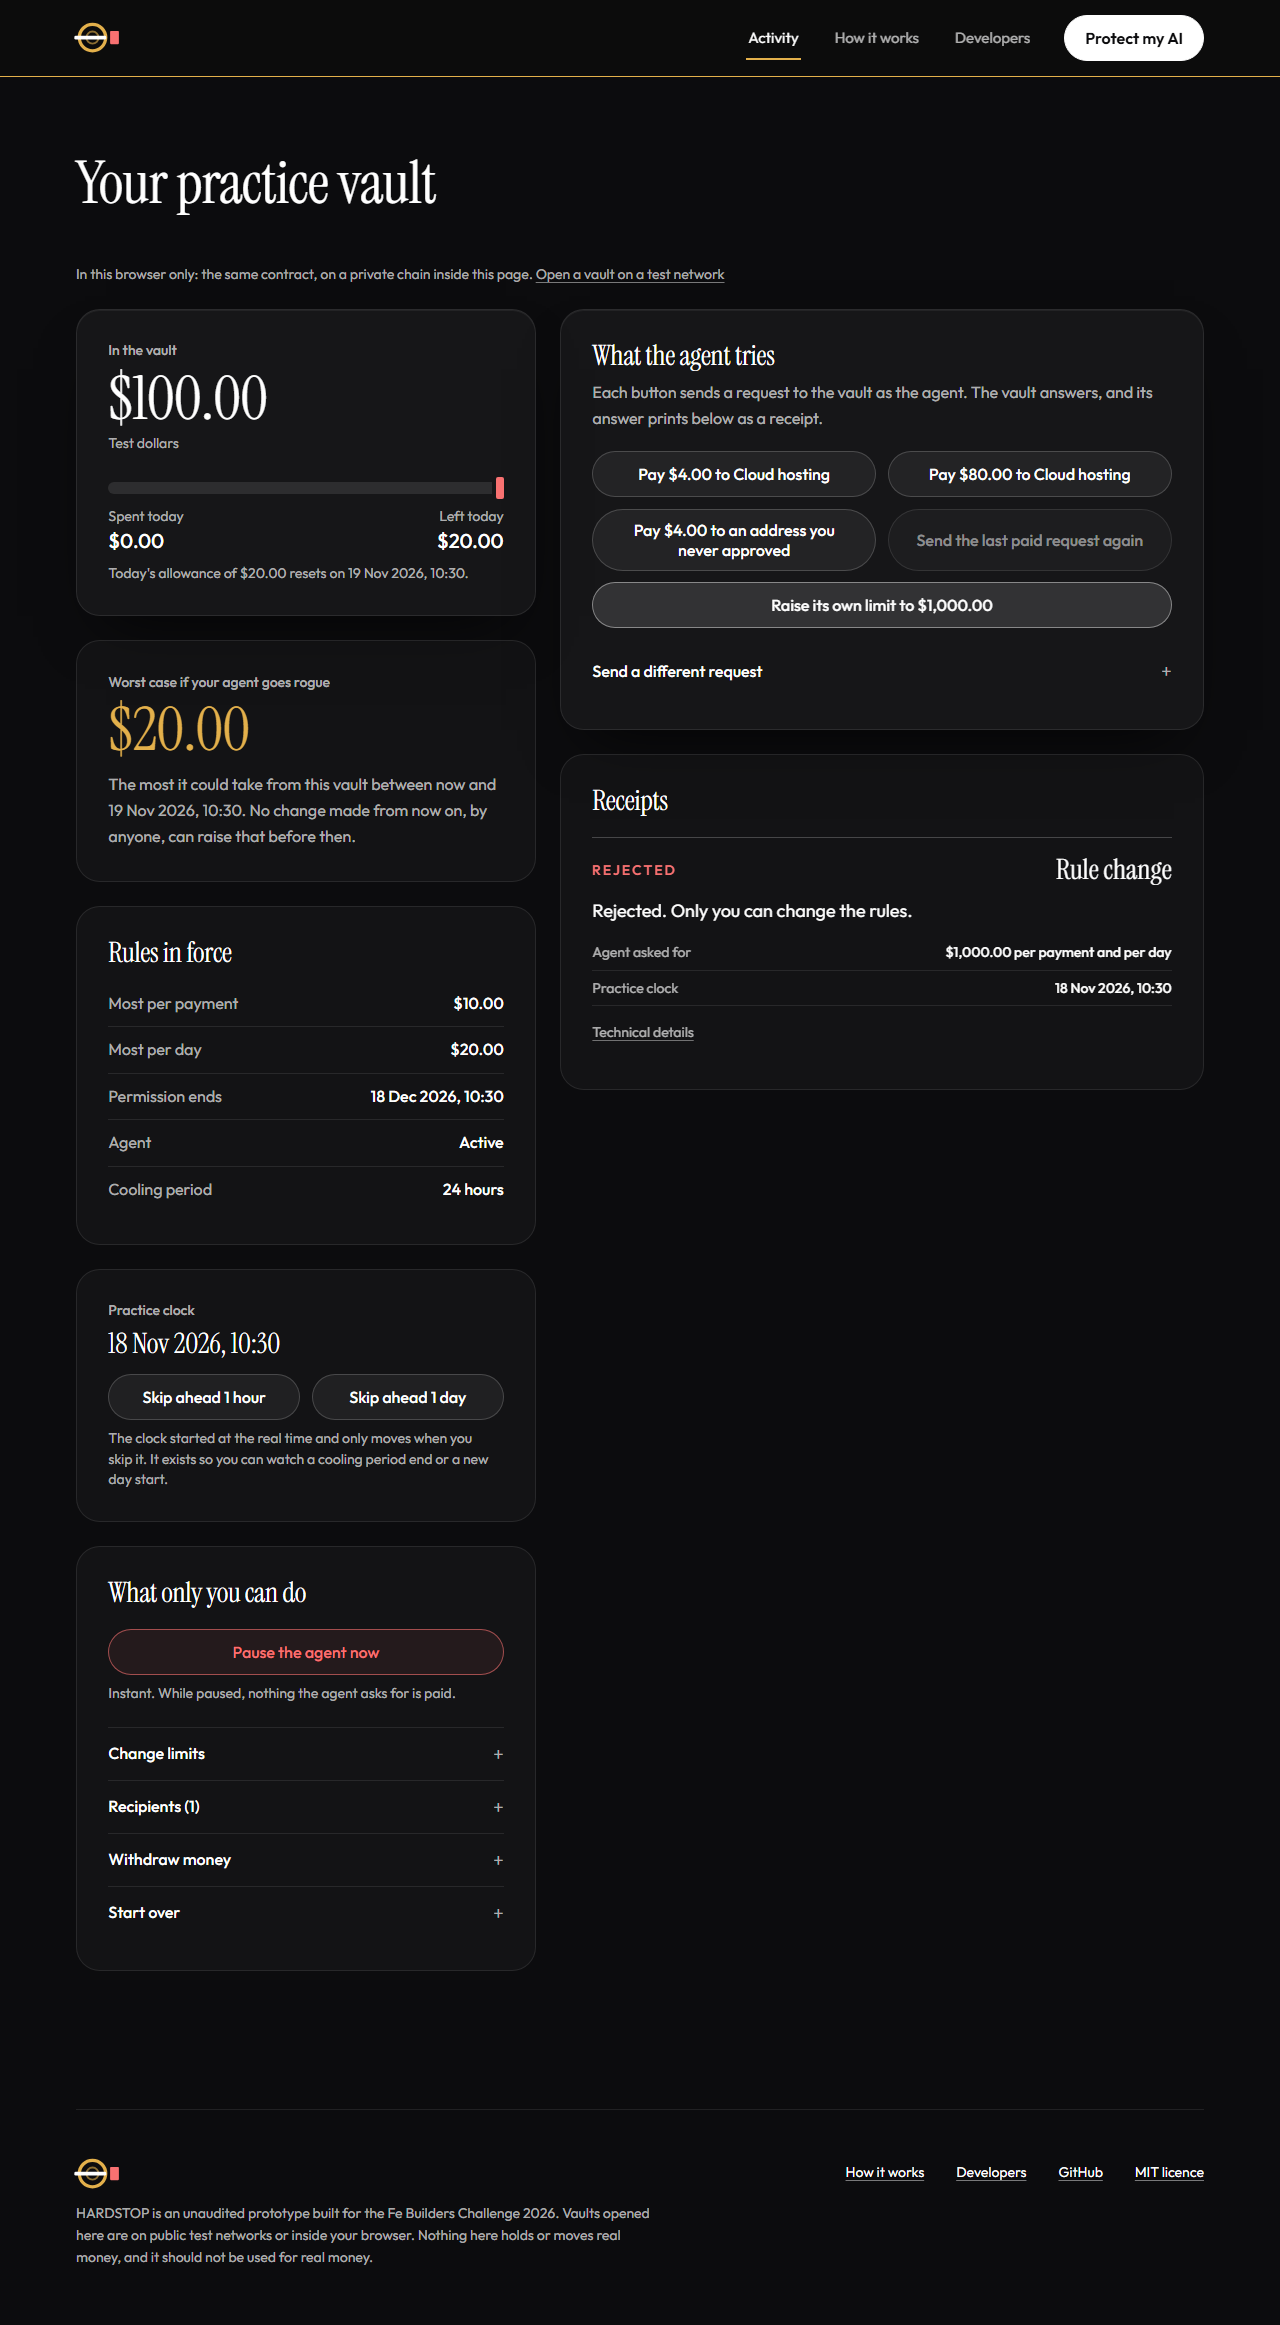 Activity
How it works
Developers
Protect my AI
Your practice vault
In this browser only: the same contract, on a private chain inside this page. Open a vault on a test network
In the vault
$100.00
Test dollars
Spent today
Left today
$0.00
$20.00
Today's allowance of $20.00 resets on 19 Nov 2026, 10:30.
Worst case if your agent goes rogue
$20.00
The most it could take from this vault between now and
19 Nov 2026, 10:30. No change made from now on, by
anyone, can raise that before then.
Rules in force
Most per payment $10.00
Most per day $20.00
Permission ends 18 Dec 2026, 10:30
Agent Active
Cooling period 24 hours
Practice clock
18 Nov 2026, 10:30
Skip ahead 1 hour
Skip ahead 1 day
The clock started at the real time and only moves when you
skip it. It exists so you can watch a cooling period end or a new
day start.
What only you can do
Pause the agent now
Instant. While paused, nothing the agent asks for is paid.
Change limits +
Recipients (1) +
Withdraw money +
Start over +
What the agent tries
Each button sends a request to the vault as the agent. The vault answers, and its
answer prints below as a receipt.
Pay $4.00 to Cloud hosting
Pay $80.00 to Cloud hosting
Pay $4.00 to an address you
never approved
Send the last paid request again
Raise its own limit to $1,000.00
Send a different request +
Receipts
REJECTED
Rule change
Rejected. Only you can change the rules.
Agent asked for $1,000.00 per payment and per day
Practice clock 18 Nov 2026, 10:30
Technical details
How it works
Developers
GitHub
MIT licence
HARDSTOP is an unaudited prototype built for the Fe Builders Challenge 2026. Vaults opened
here are on public test networks or inside your browser. Nothing here holds or moves real
money, and it should not be used for real money.